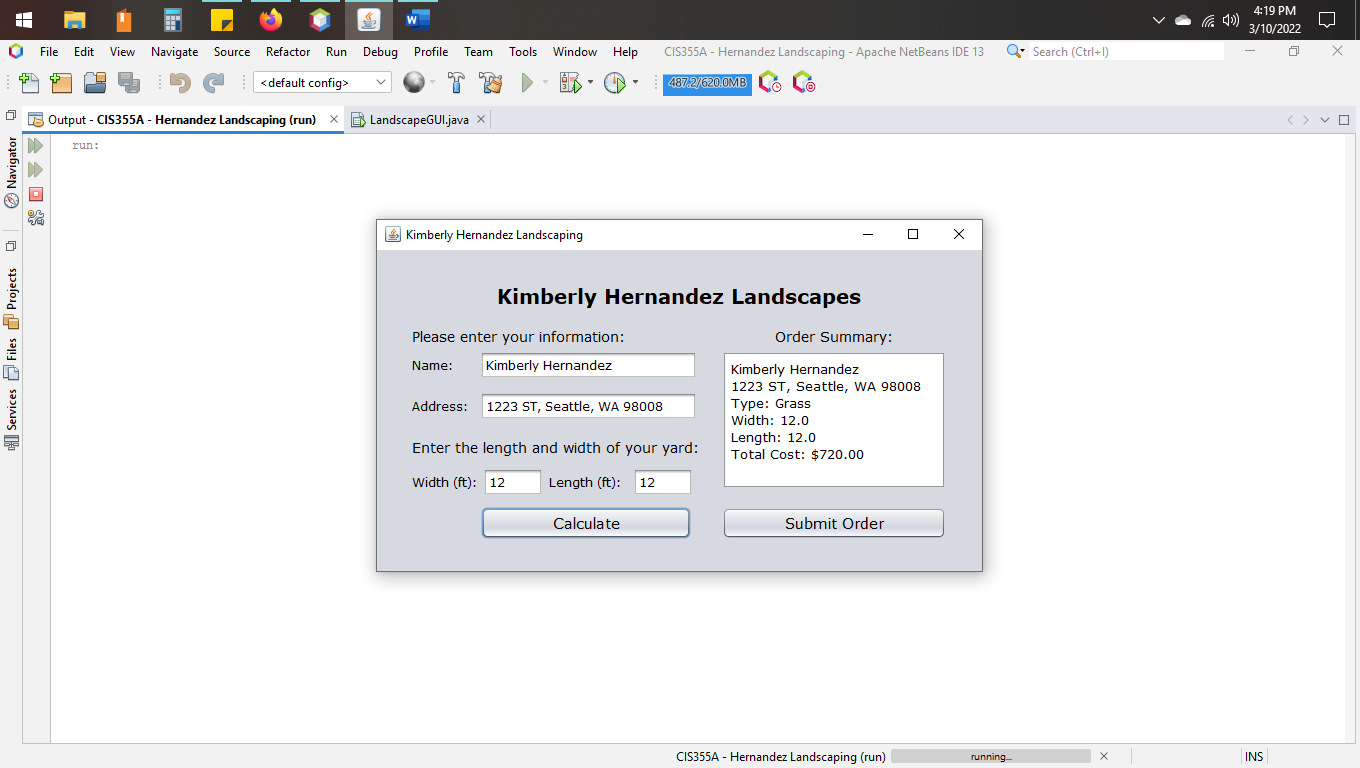 4:19 PM
3/10/2022
File Edit View Navigate Source Refactor Run Debug Profile Team Tools Window Help CIS355A - Hernandez Landscaping - Apache NetBeans IDE 13 Search (Ctrl+I)
<default config> 487.2/620.0MB
Output - CIS355A - Hernandez Landscaping (run) LandscapeGUI.java
run:
Navigator
Projects
Files
Services
Kimberly Hernandez Landscaping
Kimberly Hernandez Landscapes
Please enter your information:
Name: Kimberly Hernandez
Address: 1223 ST, Seattle, WA 98008
Enter the length and width of your yard:
Width (ft): 12 Length (ft): 12
Calculate
Order Summary:
Kimberly Hernandez
1223 ST, Seattle, WA 98008
Type: Grass
Width: 12.0
Length: 12.0
Total Cost: $720.00
Submit Order
CIS355A - Hernandez Landscaping (run) running... INS